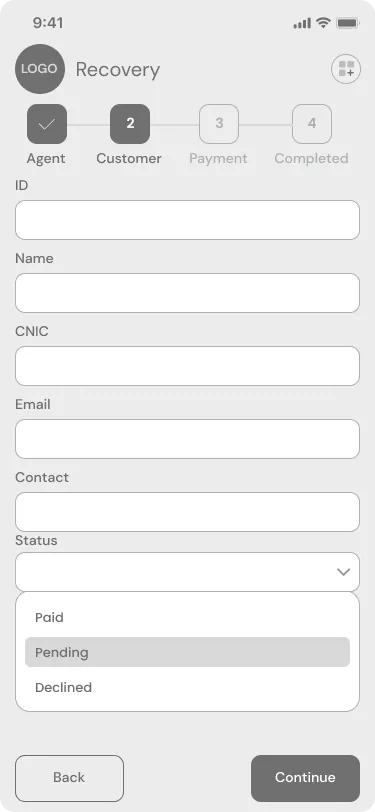 9:41
LOGO Recovery
2 3 4
Agent Customer Payment Completed
ID
Name
CNIC
Email
Contact
Status
Paid
Pending
Declined
Back Continue